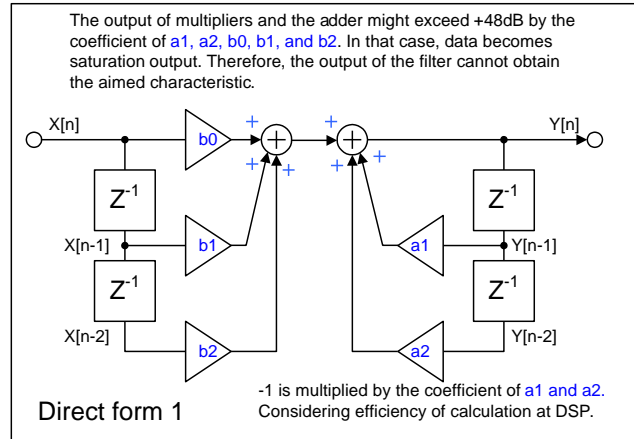 The output of multipliers and the adder might exceed +48dB by the
coefficient of a1, a2, b0, b1, and b2. In that case, data becomes
saturation output. Therefore, the output of the filter cannot obtain
the aimed characteristic.
X[n]
b0
+
+
+
+
+
+
+
+
Y[n]
Z-1
Z-1
X[n-1]
b1
a1
Y[n-1]
Z-1
Z-1
X[n-2]
b2
a2
Y[n-2]
-1 is multiplied by the coefficient of a1 and a2.
Considering efficiency of calculation at DSP.
Direct form 1